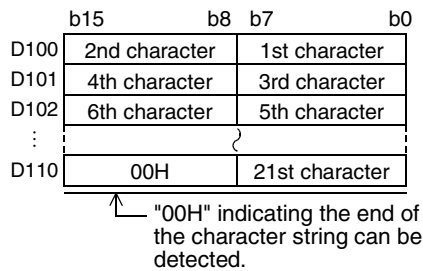 b15 b8 b7 b0
D100 2nd character 1st character
D101 4th character 3rd character
D102 6th character 5th character
⋮
D110 00H 21st character
"00H" indicating the end of
the character string can be
detected.